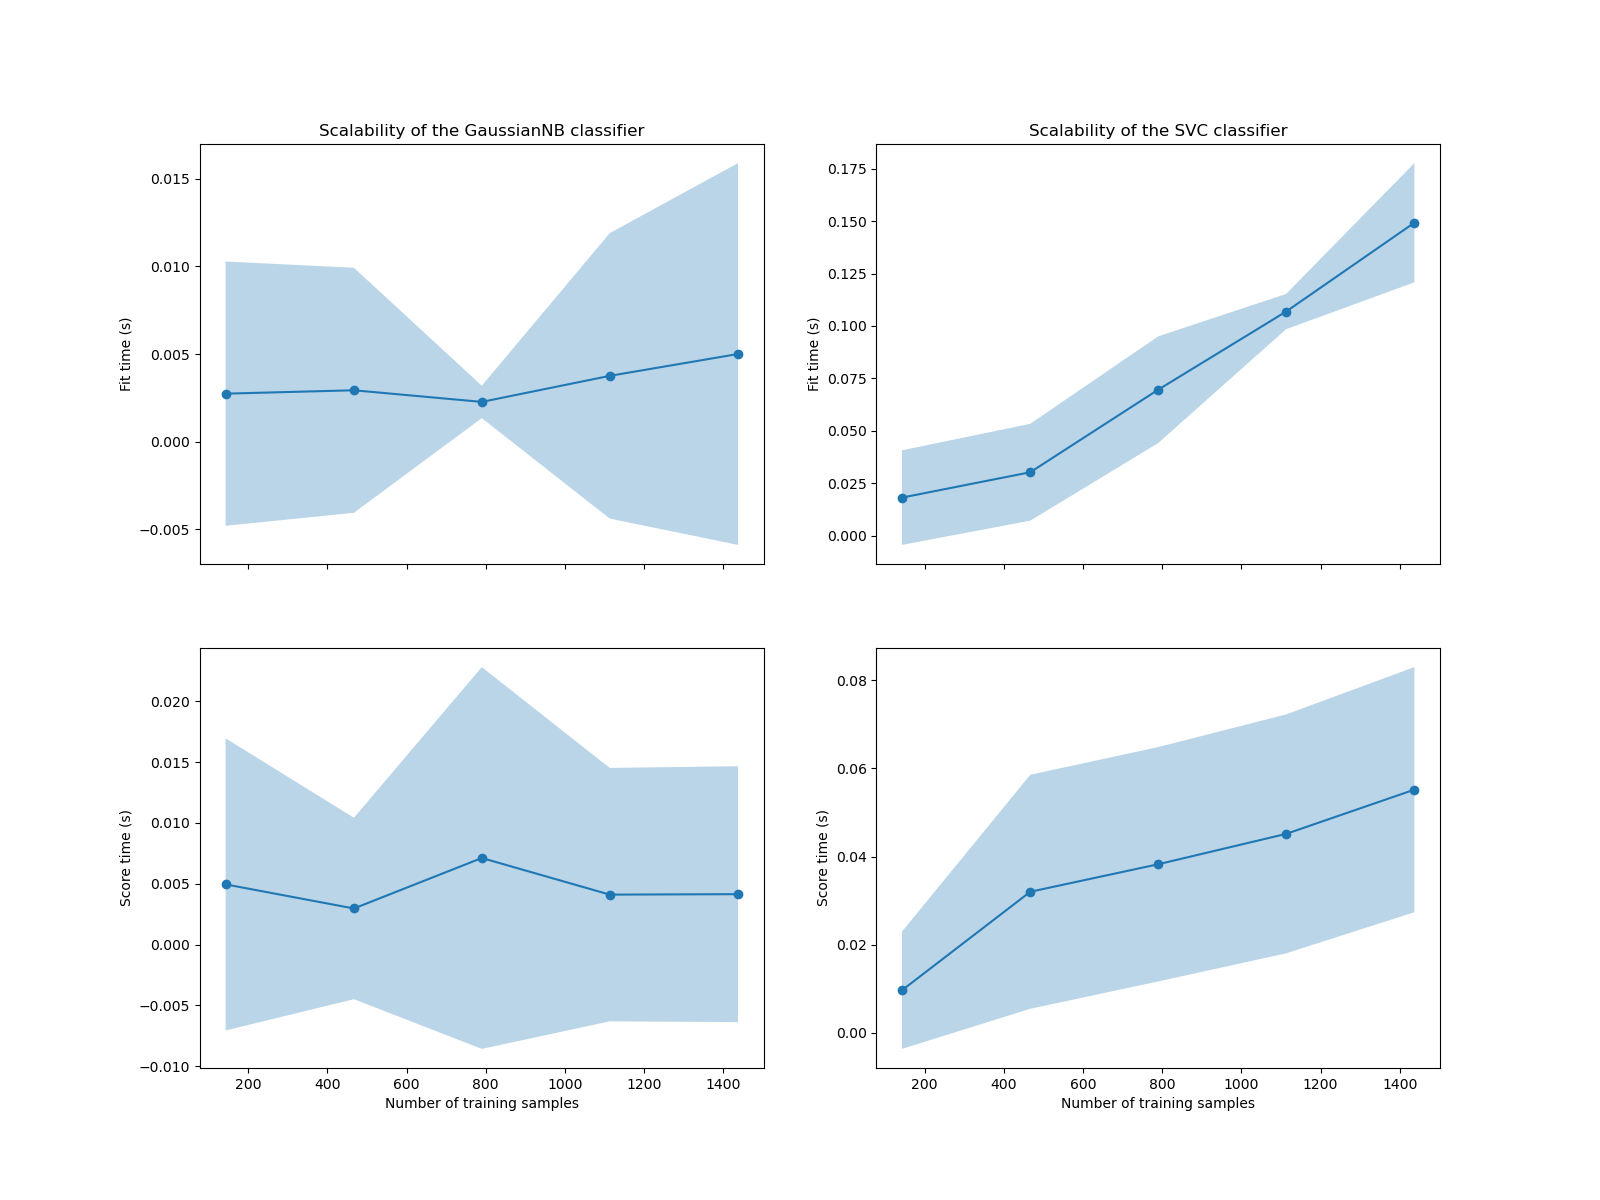 Scalability of the GaussianNB classifier
0.015
0.010
0.005
0.000
−0.005
Fit time (s)
Scalability of the SVC classifier
0.175
0.150
0.125
0.100
0.075
0.050
0.025
0.000
Fit time (s)
0.020
0.015
0.010
0.005
0.000
−0.005
−0.010
Score time (s)
200 400 600 800 1000 1200 1400
Number of training samples
0.08
0.06
0.04
0.02
0.00
Score time (s)
200 400 600 800 1000 1200 1400
Number of training samples